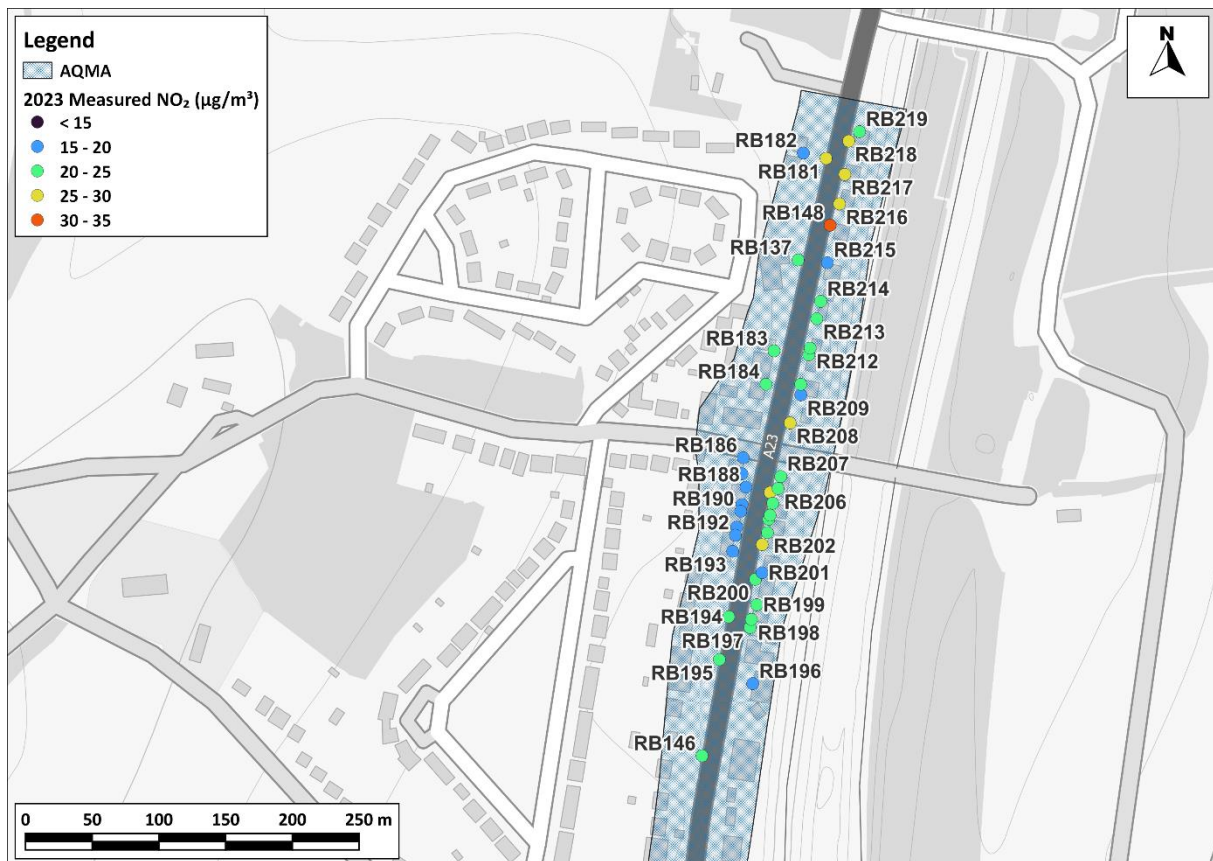 Legend
AQMA
2023 Measured NO₂ (µg/m³)
< 15
15 - 20
20 - 25
25 - 30
30 - 35
N
RB219
RB182
RB218
RB181
RB217
RB148
RB216
RB137
RB215
RB214
RB183
RB213
RB212
RB184
RB209
RB208
A23
RB186
RB188
RB207
RB190
RB206
RB192
RB202
RB193
RB201
RB200
RB199
RB194
RB198
RB197
RB195
RB196
RB146
0 50 100 150 200 250 m